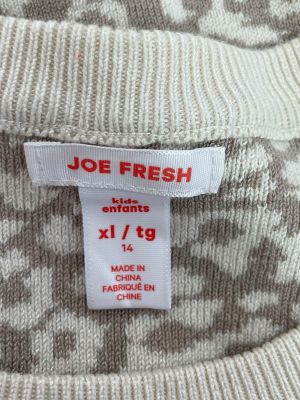 JOE FRESH
kids
enfants
xl / tg
14
MADE IN
CHINA
FABRIQUÉ EN
CHINE